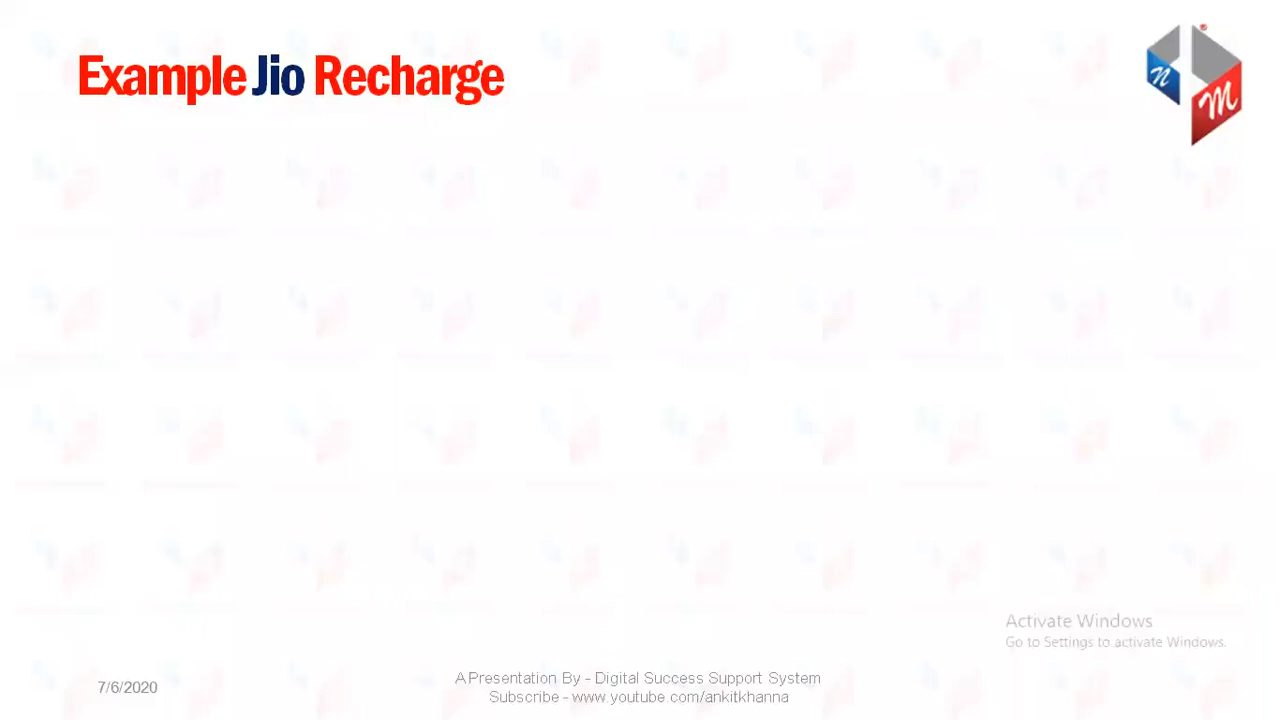 Example Jio Recharge
n
M
Activate Windows
Go to Settings to activate Windows.
7/6/2020
A Presentation By - Digital Success Support System
Subscribe - www.youtube.com/ankitkhanna